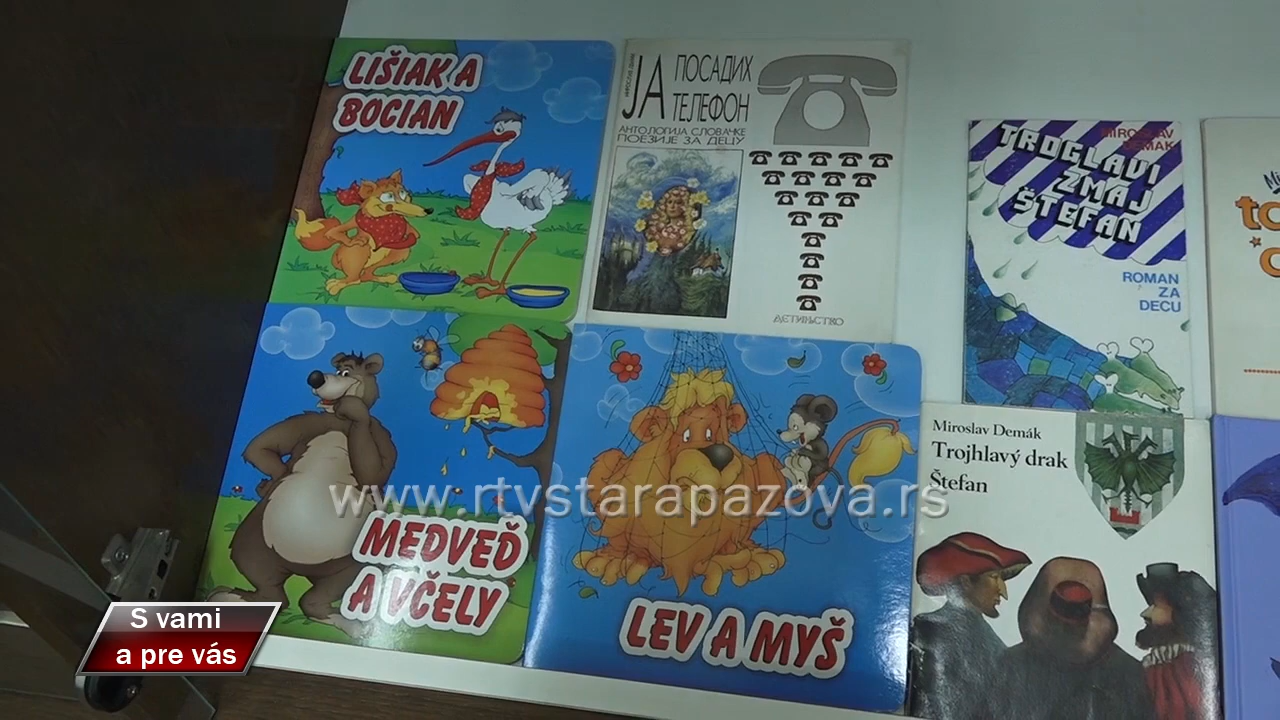 LIŠIAK A
BOCIAN
ЈА ПОСАДИХ
ТЕЛЕФОН
АНТОЛОГИЈА СЛОВАЧКЕ
ПОЕЗИЈЕ ЗА ДЕЦУ
ДЕТИЊСТВО
MIROSLAV
DEMAK
TROGLAVI
ZMAJ
ŠTEFAN
ROMAN
ZA
DECU
MEDVEĎ
A VČELY
LEV A MYŠ
Miroslav Demák
Trojhlavý drak
Štefan
www.rtvstarapazova.rs
S vami
a pre vás